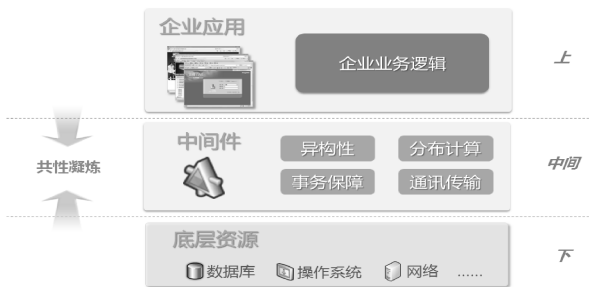 企业应用
企业业务逻辑
上
中间件
异构性
分布计算
共性凝炼
事务保障
通讯传输
中间
底层资源
数据库
操作系统
网络
......
下